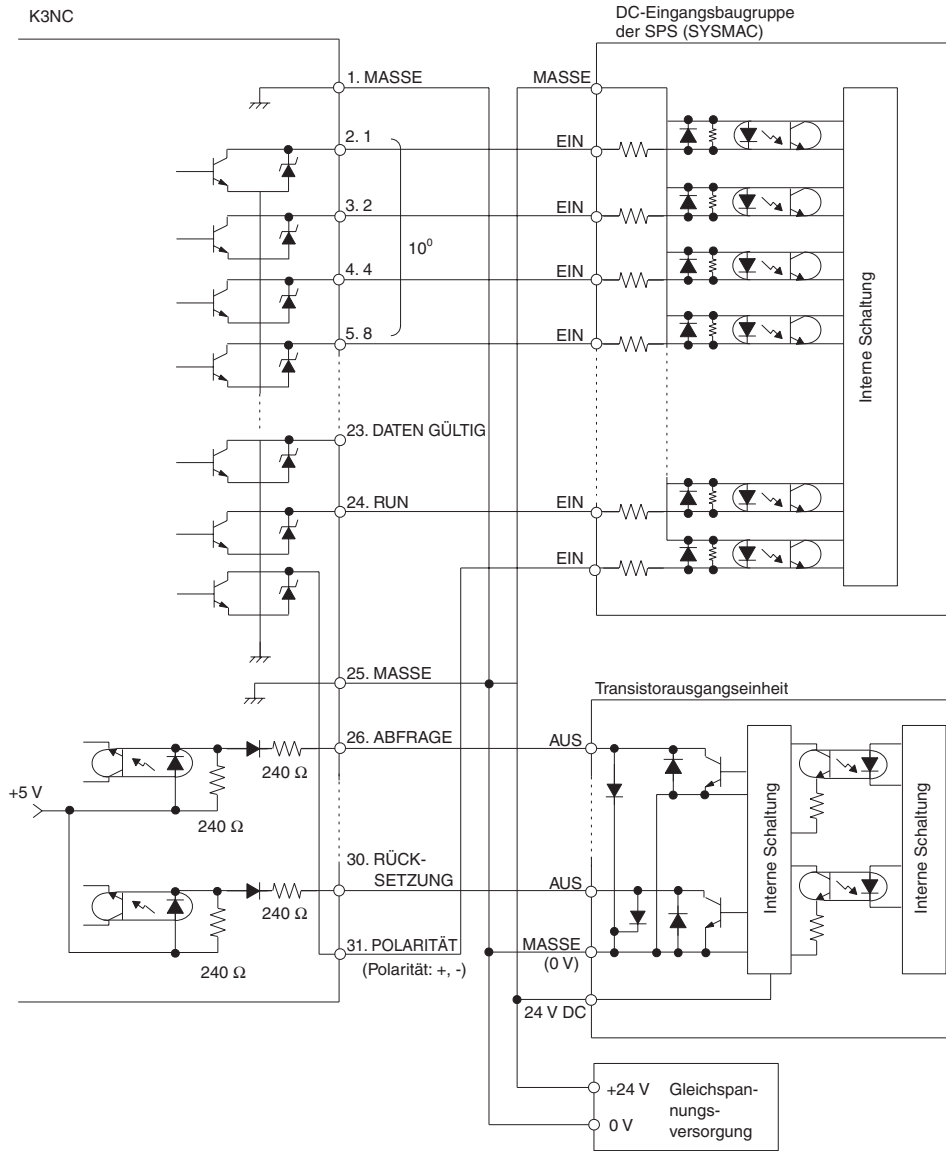 K3NC
DC-Eingangsbaugruppe
der SPS (SYSMAC)
1. MASSE
MASSE
2. 1
EIN
3. 2
EIN
10⁰
4. 4
EIN
5. 8
EIN
Interne Schaltung
23. DATEN GÜLTIG
24. RUN
EIN
EIN
25. MASSE
Transistorausgangseinheit
26. ABFRAGE
AUS
240 Ω
+5 V
240 Ω
Interne Schaltung
Interne Schaltung
30. RÜCK-
SETZUNG
AUS
240 Ω
31. POLARITÄT
(Polarität: +, -)
240 Ω
MASSE
(0 V)
24 V DC
+24 V
0 V
Gleichspan-
nungs-
versorgung